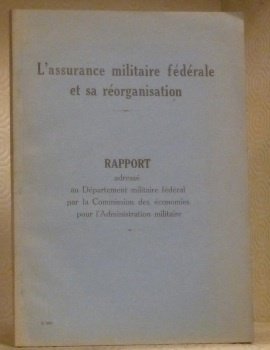 L'assurance militaire fédérale
et sa réorganisation
RAPPORT
adressé
au Département militaire fédéral
par la Commission des économies
pour l'Administration militaire